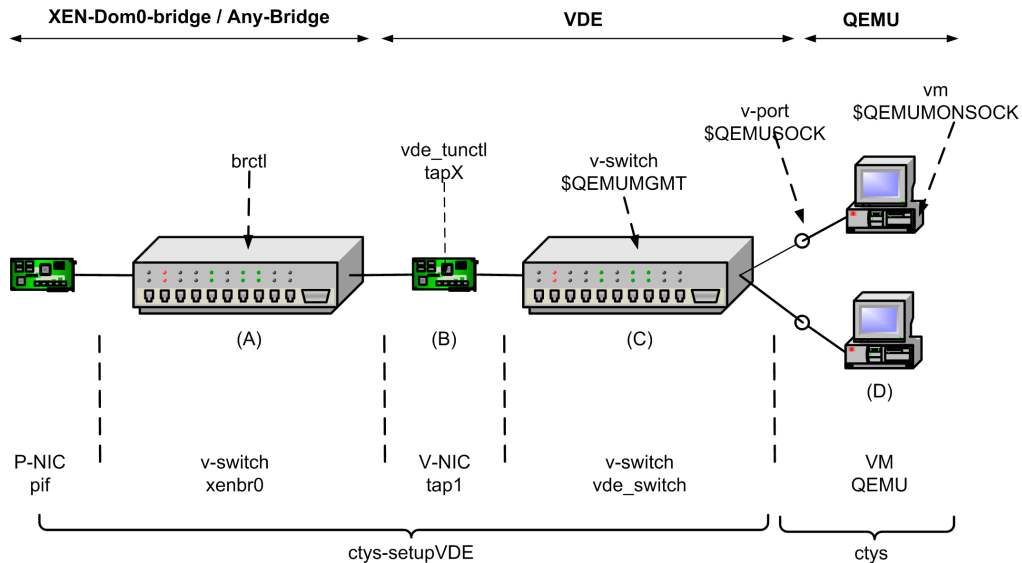 XEN-Dom0-bridge / Any-Bridge
VDE
QEMU
brctl
vde_tunctl
tapX
v-switch
$QEMUMGMT
v-port
$QEMUSOCK
vm
$QEMUMONSOCK
(A)
(B)
(C)
(D)
P-NIC
pif
v-switch
xenbr0
V-NIC
tap1
v-switch
vde_switch
VM
QEMU
ctys-setupVDE
ctys